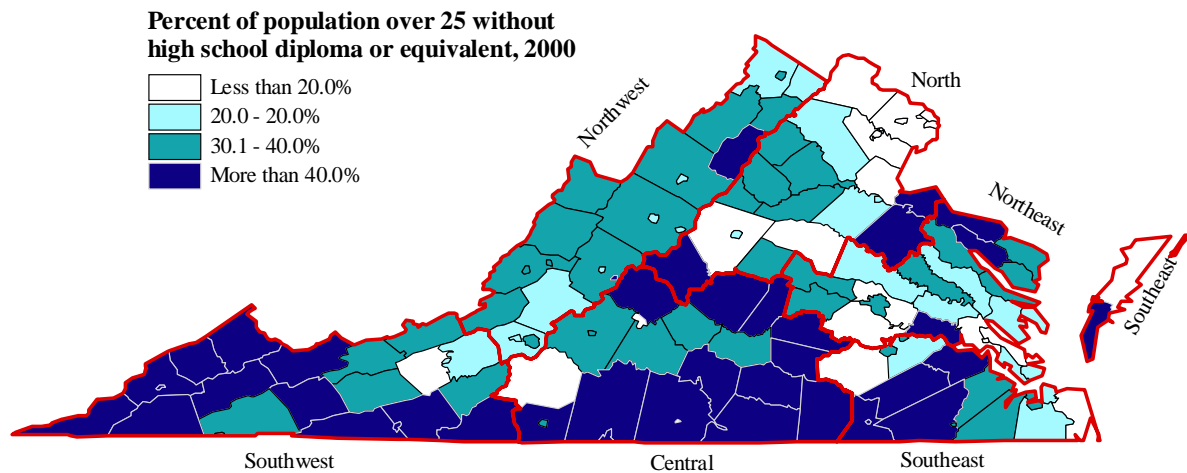 Percent of population over 25 without
high school diploma or equivalent, 2000
Less than 20.0%
20.0 - 20.0%
30.1 - 40.0%
More than 40.0%
North
Northwest
Northeast
Southeast
Southwest
Central
Southeast